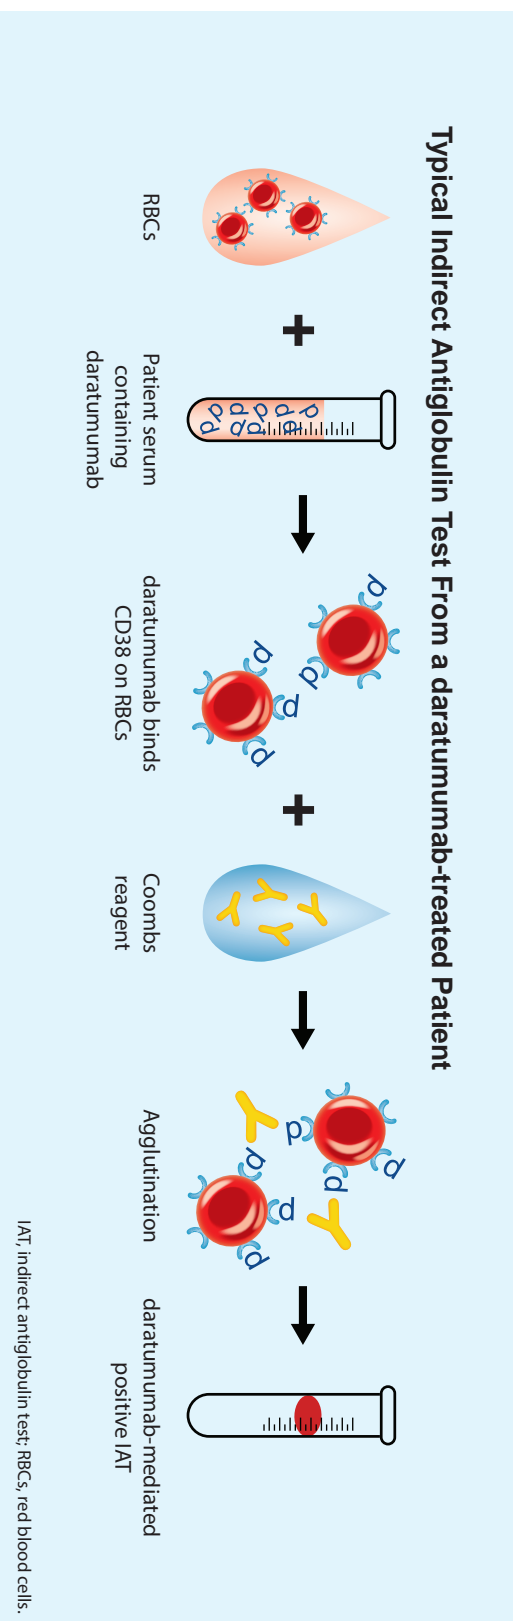 Typical Indirect Antiglobulin Test From a daratumumab-treated Patient
RBCs
+
Patient serum
containing
daratumumab
d d d d d d d d d d
daratumumab binds
CD38 on RBCs
d
d
d
d
d
+
Coombs
reagent
Agglutination
d
d
d
d
d
d
daratumumab-mediated
positive IAT
IAT, indirect antiglobulin test; RBCs, red blood cells.